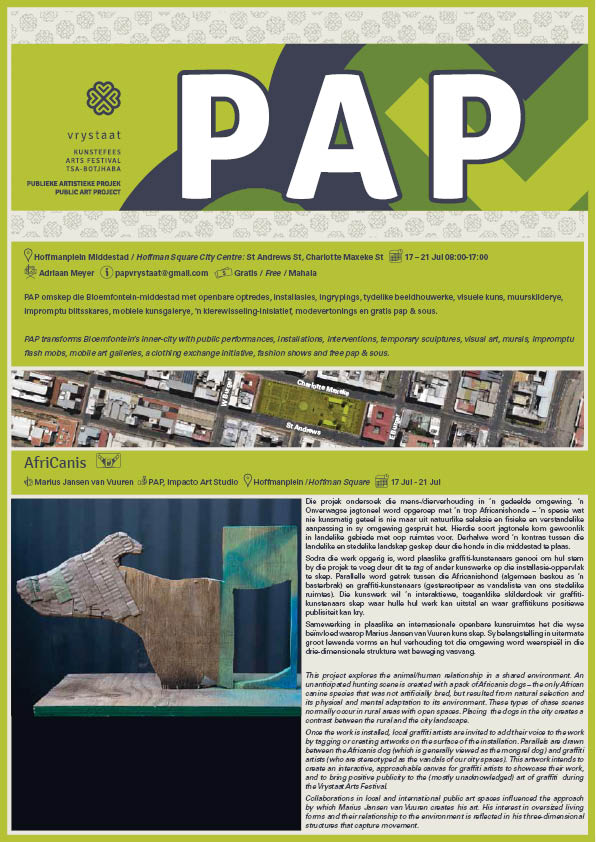 PAP
vrystaat
KUNSTEFEES
ARTS FESTIVAL
TSA-BOTJHABA
PUBLIEKE ARTISTIEKE PROJEK
PUBLIC ART PROJECT
Hoffmanplein Middestad / Hoffman Square City Centre: St Andrews St, Charlotte Maxeke St 17 – 21 Jul 08:00-17:00
Adriaan Meyer papvrystaat@gmail.com Gratis / Free / Mahala
PAP omskep die Bloemfontein-middestad met openbare optredes, installasies, ingrypings, tydelike beeldhouwerke, visuele kuns, muurskilderye,
impromptu blitsskares, mobiele kunsgalerye, 'n klerewisseling-inisiatief, modevertonings en gratis pap & sous.
PAP transforms Bloemfontein's inner-city with public performances, installations, interventions, temporary sculptures, visual art, murals, impromptu
flash mobs, mobile art galleries, a clothing exchange initiative, fashion shows and free pap & sous.
W Burger
Charlotte Maxeke
St Andrews
E Burger
AfriCanis
Marius Jansen van Vuuren PAP, Impacto Art Studio Hoffmanplein / Hoffman Square 17 Jul - 21 Jul
Die projek ondersoek die mens-/dierverhouding in 'n gedeelde omgewing. 'n
Onverwagse jagtoneel word opgeroep met 'n trop Africanishonde – 'n spesie wat
nie kunsmatig geteel is nie maar uit natuurlike seleksie en fisieke en verstandelike
aanpassing in sy omgewing gespruit het. Hierdie soort jagtonele kom gewoonlik
in landelike gebiede met oop ruimtes voor. Derhalwe word 'n kontras tussen die
landelike en stedelike landskap geskep deur die honde in die middestad te plaas.
Sodra die werk opgerig is, word plaaslike graffiti-kunstenaars genooi om hul stem
by die projek te voeg deur dit te tag of ander kunswerke op die installasie-oppervlak
te skep. Parallelle word getrek tussen die Africanishond (algemeen beskou as 'n
basterbrak) en graffiti-kunstenaars (gestereotipeer as vandaliste van ons stedelike
ruimtes). Die kunswerk wil 'n interaktiewe, toeganklike skilderdoek vir graffiti-
kunstenaars skep waar hulle hul werk kan uitstal en waar graffitikuns positiewe
publisiteit kan kry.
Samewerking in plaaslike en internasionale openbare kunsruimtes het die wyse
beïnvloed waarop Marius Jansen van Vuuren kuns skep. Sy belangstelling in uitermate
groot lewende vorms en hul verhouding tot die omgewing word weerspieël in die
drie-dimensionele strukture wat beweging vasvang.
This project explores the animal/human relationship in a shared environment. An
unanticipated hunting scene is created with a pack of Africanis dogs – the only African
canine species that was not artificially bred, but resulted from natural selection and
its physical and mental adaptation to its environment. These types of chase scenes
normally occur in rural areas with open spaces. Placing the dogs in the city creates a
contrast between the rural and the city landscape.
Once the work is installed, local graffiti artists are invited to add their voice to the work
by tagging or creating artworks on the surface of the installation. Parallels are drawn
between the Africanis dog (which is generally viewed as the mongrel dog) and graffiti
artists (who are stereotyped as the vandals of our city spaces). This artwork intends to
create an interactive, approachable canvas for graffiti artists to showcase their work,
and to bring positive publicity to the (mostly unacknowledged) art of graffiti during
the Vrystaat Arts Festival.
Collaborations in local and international public art spaces influenced the approach
by which Marius Jansen van Vuuren creates his art. His interest in oversized living
forms and their relationship to the environment is reflected in his three-dimensional
structures that capture movement.